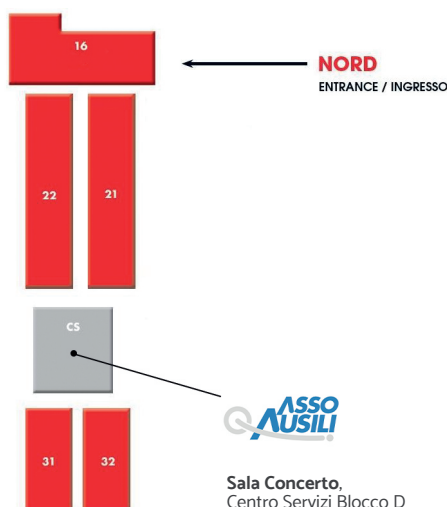 16
NORD
ENTRANCE / INGRESSO
22
21
CS
ASSO
AUSILI
31
32
Sala Concerto,
Centro Servizi Blocco D